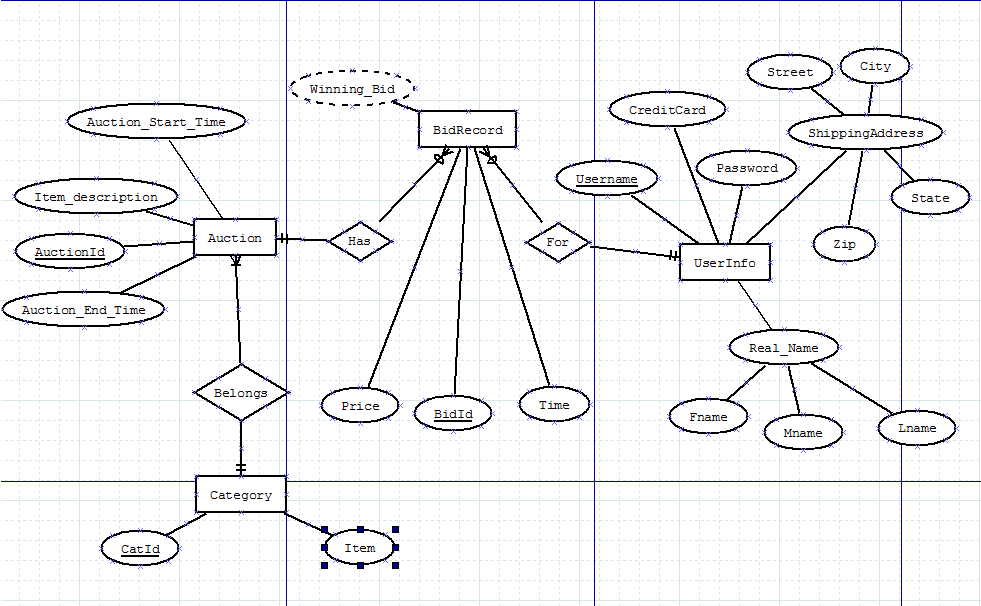 City
Street
Winning_Bid
CreditCard
Auction_Start_Time
BidRecord
ShippingAddress
Password
Username
Item_description
State
Auction
Has
For
Zip
AuctionId
UserInfo
Auction_End_Time
Real_Name
Belongs
Price
BidId
Time
Fname
Mname
Lname
Category
CatId
Item